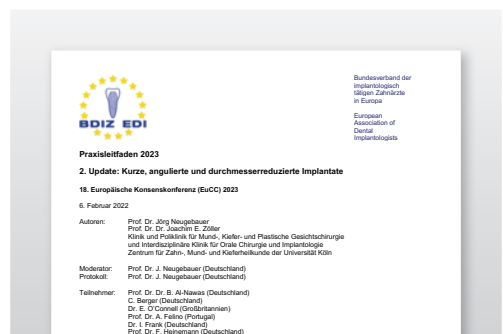 Bundesverband der
implantologisch
tätigen Zahnärzte
in Europa
European
Association of
Dental
Implantologists
BDIZ EDI
Praxisleitfaden 2023
2. Update: Kurze, angulierte und durchmesserreduzierte Implantate
18. Europäische Konsenskonferenz (EuCC) 2023
6. Februar 2022
Autoren: Prof. Dr. Jörg Neugebauer
Prof. Dr. Dr. Joachim E. Zöller
Klinik und Poliklinik für Mund-, Kiefer- und Plastische Gesichtschirurgie
und Interdisziplinäre Klinik für Orale Chirurgie und Implantologie
Zentrum für Zahn-, Mund- und Kieferheilkunde der Universität Köln
Moderator: Prof. Dr. J. Neugebauer (Deutschland)
Protokoll: Prof. Dr. J. Neugebauer (Deutschland)
Teilnehmer: Prof. Dr. Dr. B. Al-Nawas (Deutschland)
C. Berger (Deutschland)
Dr. E. O'Connell (Großbritannien)
Prof. Dr. A. Felino (Portugal)
Dr. I. Frank (Deutschland)
Prof. Dr. F. Heinemann (Deutschland)